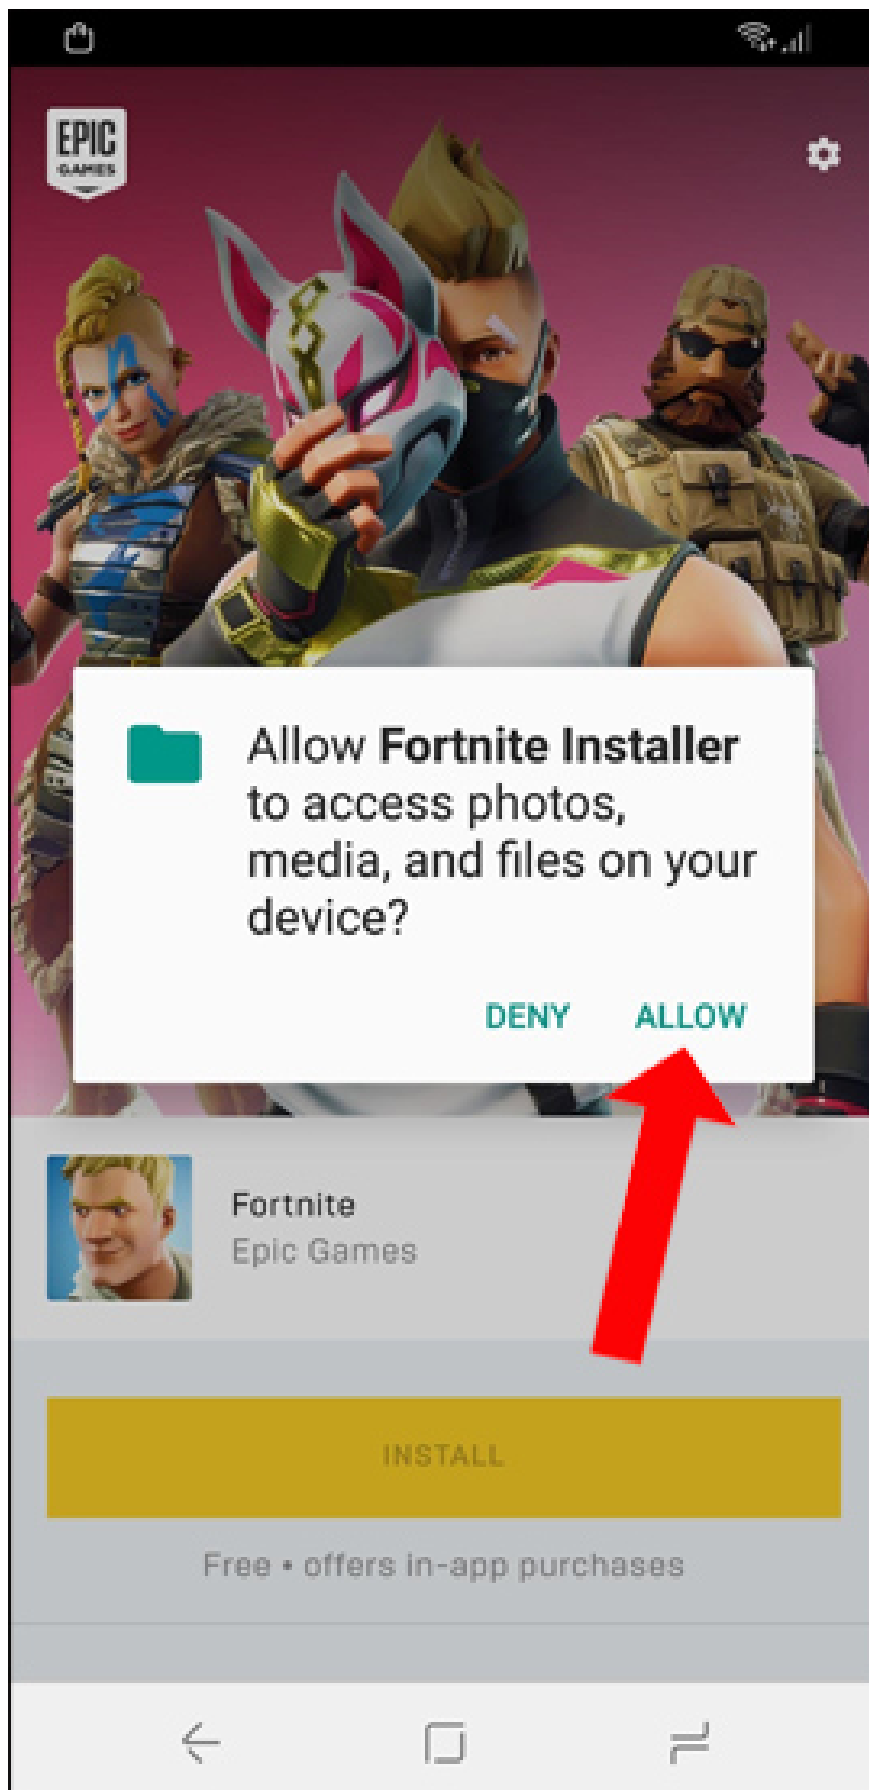 EPIC
GAMES
Allow Fortnite Installer
to access photos,
media, and files on your
device?
DENY ALLOW
Fortnite
Epic Games
INSTALL
Free • offers in-app purchases